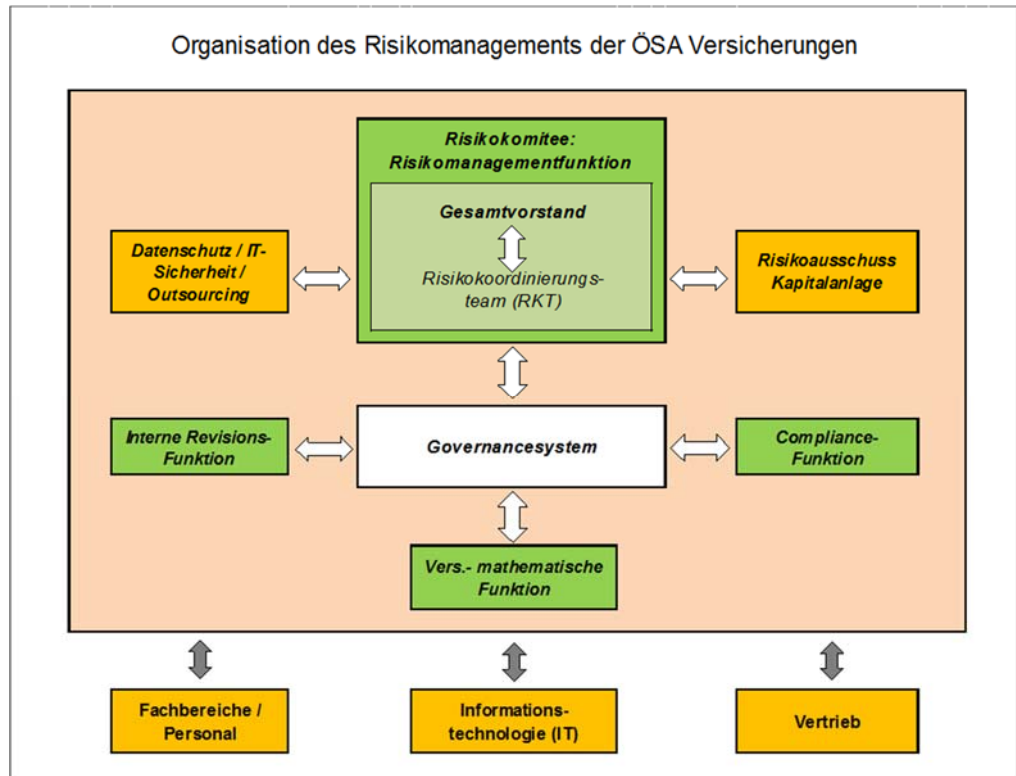 Organisation des Risikomanagements der ÖSA Versicherungen
Risikokomitee:
Risikomanagementfunktion
Gesamtvorstand
Risikokoordinierungs-
team (RKT)
Datenschutz / IT-
Sicherheit /
Outsourcing
Risikoausschuss
Kapitalanlage
Interne Revisions-
Funktion
Governancesystem
Compliance-
Funktion
Vers.- mathematische
Funktion
Fachbereiche /
Personal
Informations-
technologie (IT)
Vertrieb